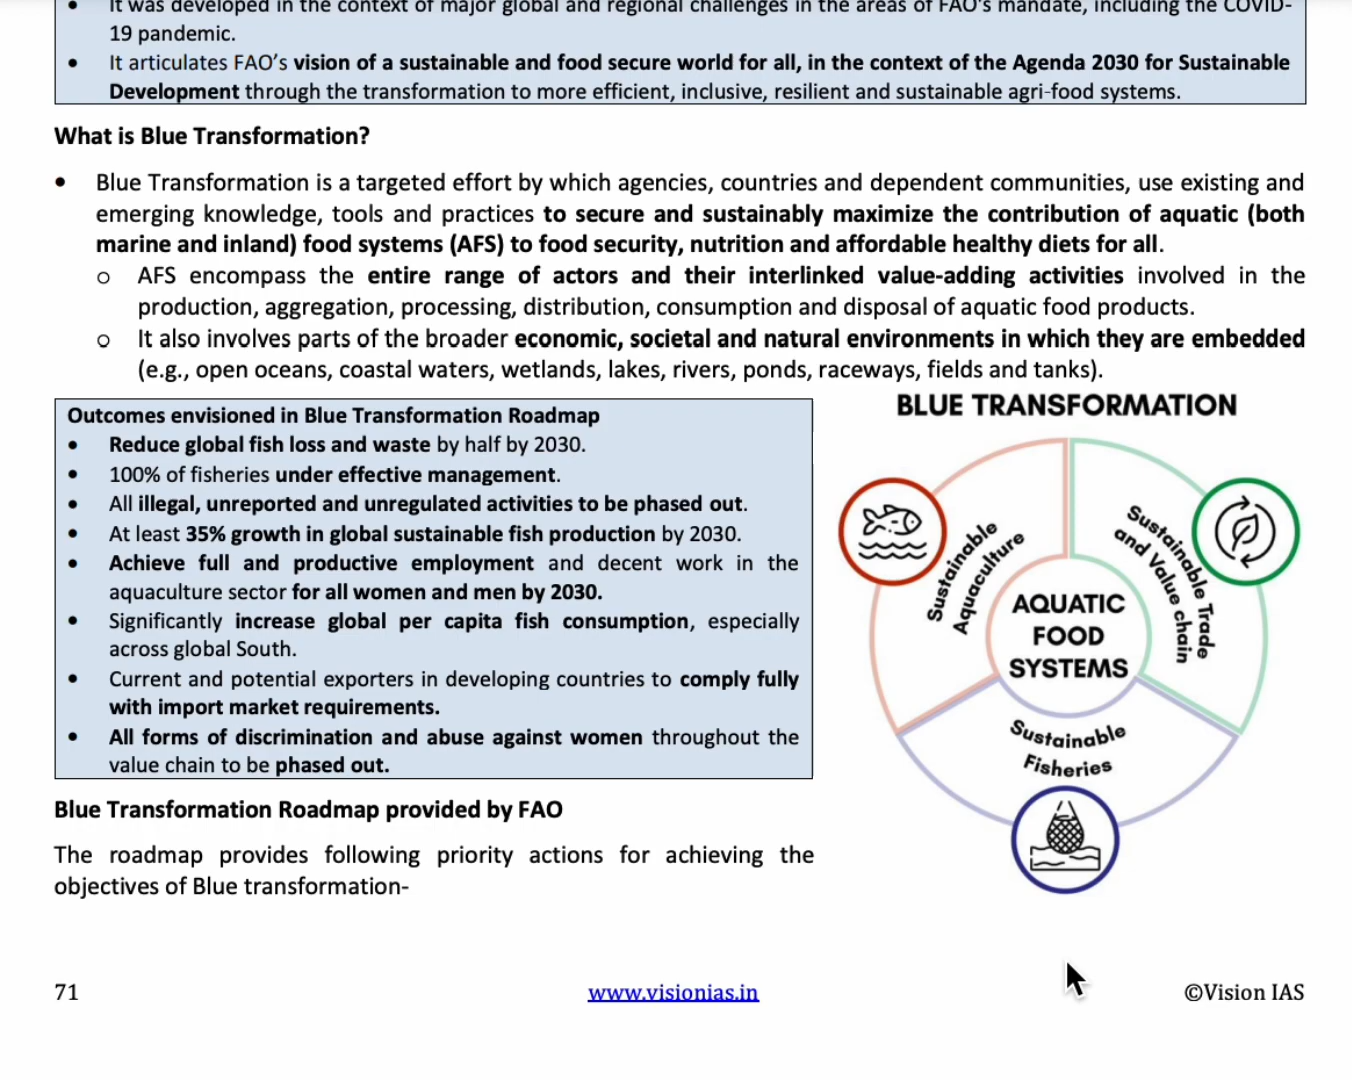 • It was developed in the context of major global and regional challenges in the areas of FAO's mandate, including the COVID-
19 pandemic.
• It articulates FAO’s vision of a sustainable and food secure world for all, in the context of the Agenda 2030 for Sustainable
Development through the transformation to more efficient, inclusive, resilient and sustainable agri-food systems.
What is Blue Transformation?
• Blue Transformation is a targeted effort by which agencies, countries and dependent communities, use existing and
emerging knowledge, tools and practices to secure and sustainably maximize the contribution of aquatic (both
marine and inland) food systems (AFS) to food security, nutrition and affordable healthy diets for all.
o AFS encompass the entire range of actors and their interlinked value-adding activities involved in the
production, aggregation, processing, distribution, consumption and disposal of aquatic food products.
o It also involves parts of the broader economic, societal and natural environments in which they are embedded
(e.g., open oceans, coastal waters, wetlands, lakes, rivers, ponds, raceways, fields and tanks).
Outcomes envisioned in Blue Transformation Roadmap
• Reduce global fish loss and waste by half by 2030.
• 100% of fisheries under effective management.
• All illegal, unreported and unregulated activities to be phased out.
• At least 35% growth in global sustainable fish production by 2030.
• Achieve full and productive employment and decent work in the
aquaculture sector for all women and men by 2030.
• Significantly increase global per capita fish consumption, especially
across global South.
• Current and potential exporters in developing countries to comply fully
with import market requirements.
• All forms of discrimination and abuse against women throughout the
value chain to be phased out.
BLUE TRANSFORMATION
Sustainable
Aquaculture
Sustainable Trade
and Value chain
AQUATIC
FOOD
SYSTEMS
Sustainable
Fisheries
Blue Transformation Roadmap provided by FAO
The roadmap provides following priority actions for achieving the
objectives of Blue transformation-
71
www.visionias.in
©Vision IAS